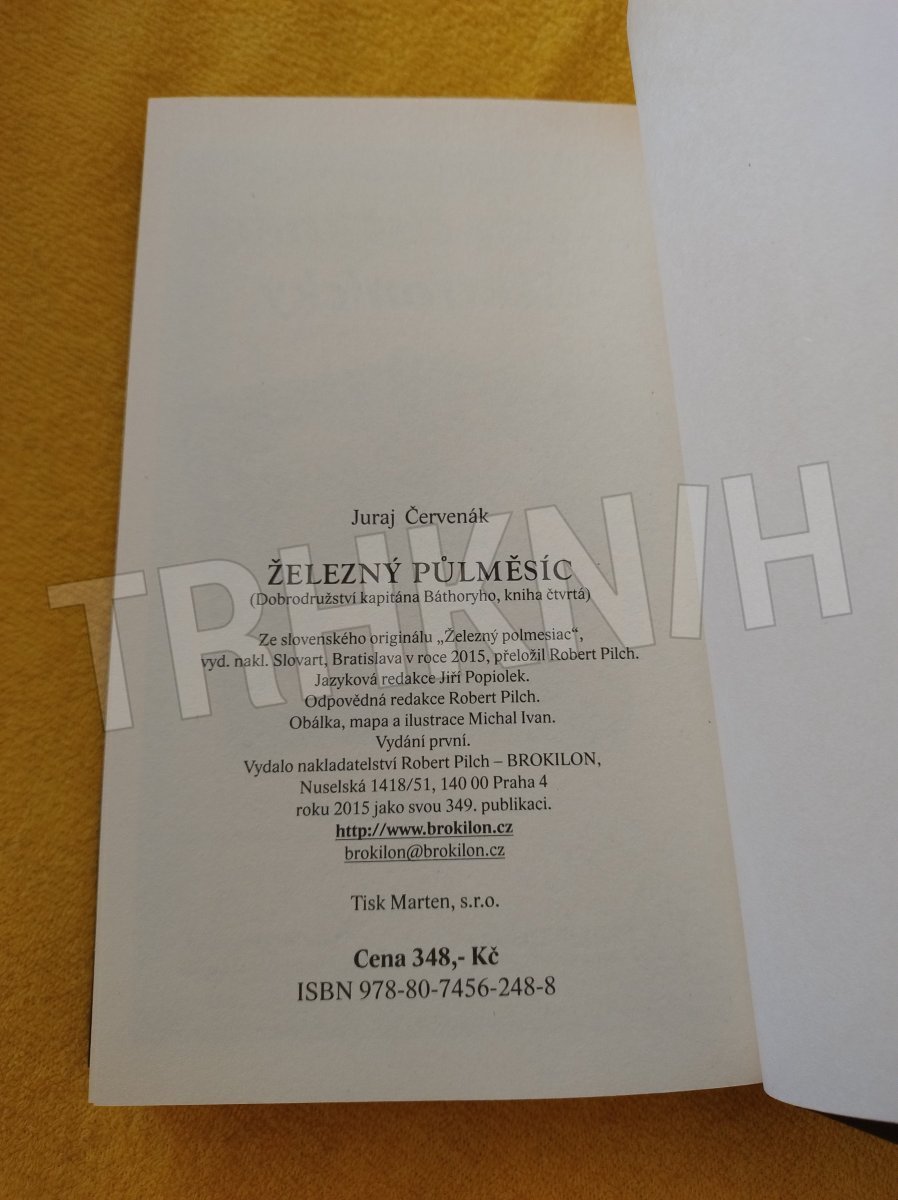 Juraj Červenák
ŽELEZNÝ PŮLMĚSÍC
(Dobrodružství kapitána Báthoryho, kniha čtvrtá)
Ze slovenského originálu „Železný polmesiac“,
vyd. nakl. Slovart, Bratislava v roce 2015, přeložil Robert Pilch.
Jazyková redakce Jiří Popiolek.
Odpovědná redakce Robert Pilch.
Obálka, mapa a ilustrace Michal Ivan.
Vydání první.
Vydalo nakladatelství Robert Pilch – BROKILON,
Nuselská 1418/51, 140 00 Praha 4
roku 2015 jako svou 349. publikaci.
http://www.brokilon.cz
brokilon@brokilon.cz
Tisk Marten, s.r.o.
Cena 348,- Kč
ISBN 978-80-7456-248-8
TRHKNIH